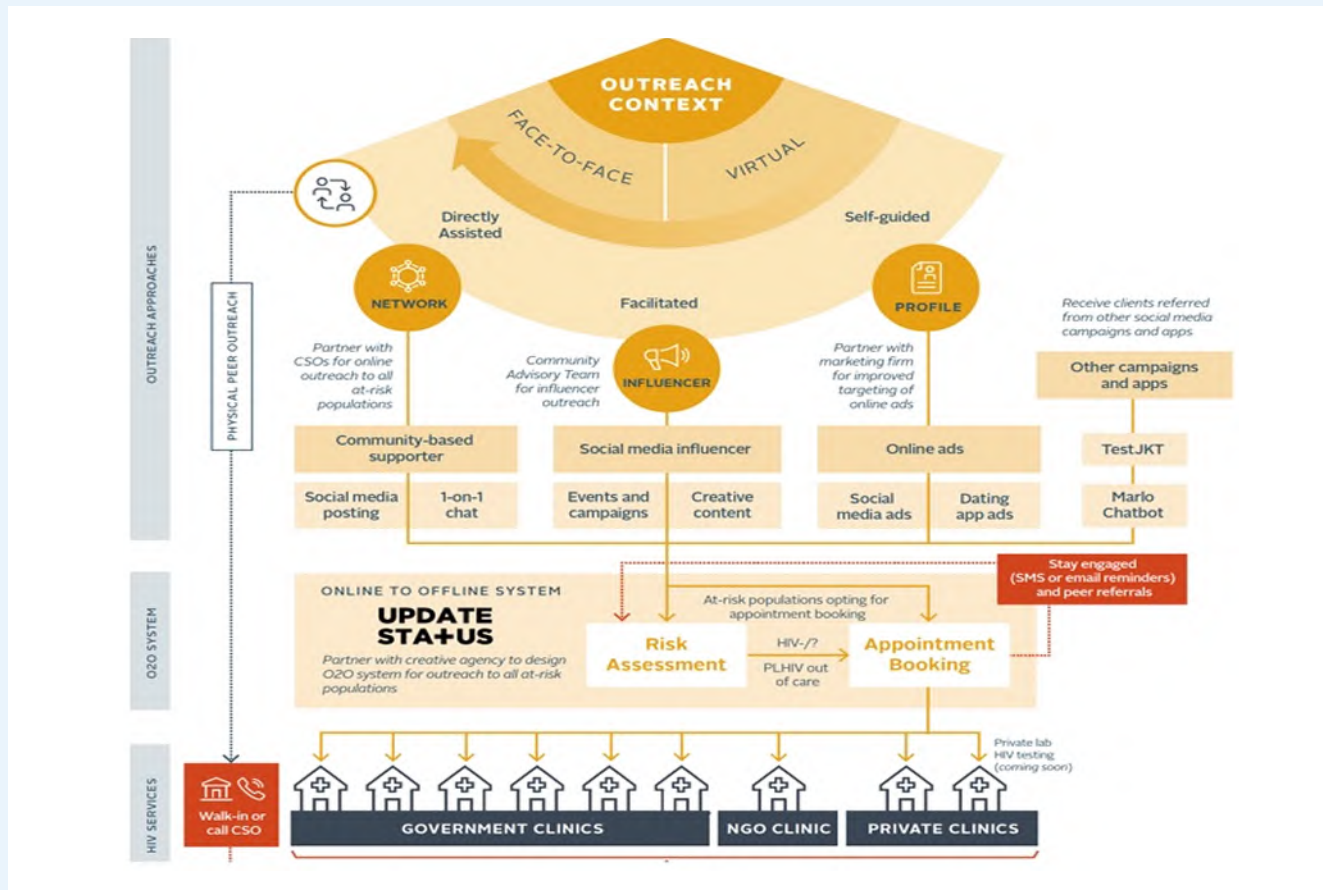 OUTREACH
CONTEXT
FACE-TO-FACE
VIRTUAL
Directly
Assisted
Self-guided
Facilitated
NETWORK
INFLUENCER
PROFILE
OUTREACH APPROACHES
PHYSICAL PEER OUTREACH
Partner with
CSOs for online
outreach to all
at-risk
populations
Community
Advisory Team
for influencer
outreach
Partner with
marketing firm
for improved
targeting of
online ads
Receive clients referred
from other social media
campaigns and apps
Other campaigns
and apps
Community-based
supporter
Social media influencer
Online ads
TestJKT
Social media
posting
1-on-1
chat
Events and
campaigns
Creative
content
Social
media ads
Dating
app ads
Marlo
Chatbot
O2O SYSTEM
ONLINE TO OFFLINE SYSTEM
UPDATE
STA+US
Partner with creative agency to design
O2O system for outreach to all at-risk
populations
At-risk populations opting for
appointment booking
Stay engaged
(SMS or email reminders)
and peer referrals
Risk
Assessment
HIV-/?
PLHIV out
of care
Appointment
Booking
HIV SERVICES
Private lab
HIV testing
(coming soon)
Walk-in or
call CSO
GOVERNMENT CLINICS
NGO CLINIC
PRIVATE CLINICS